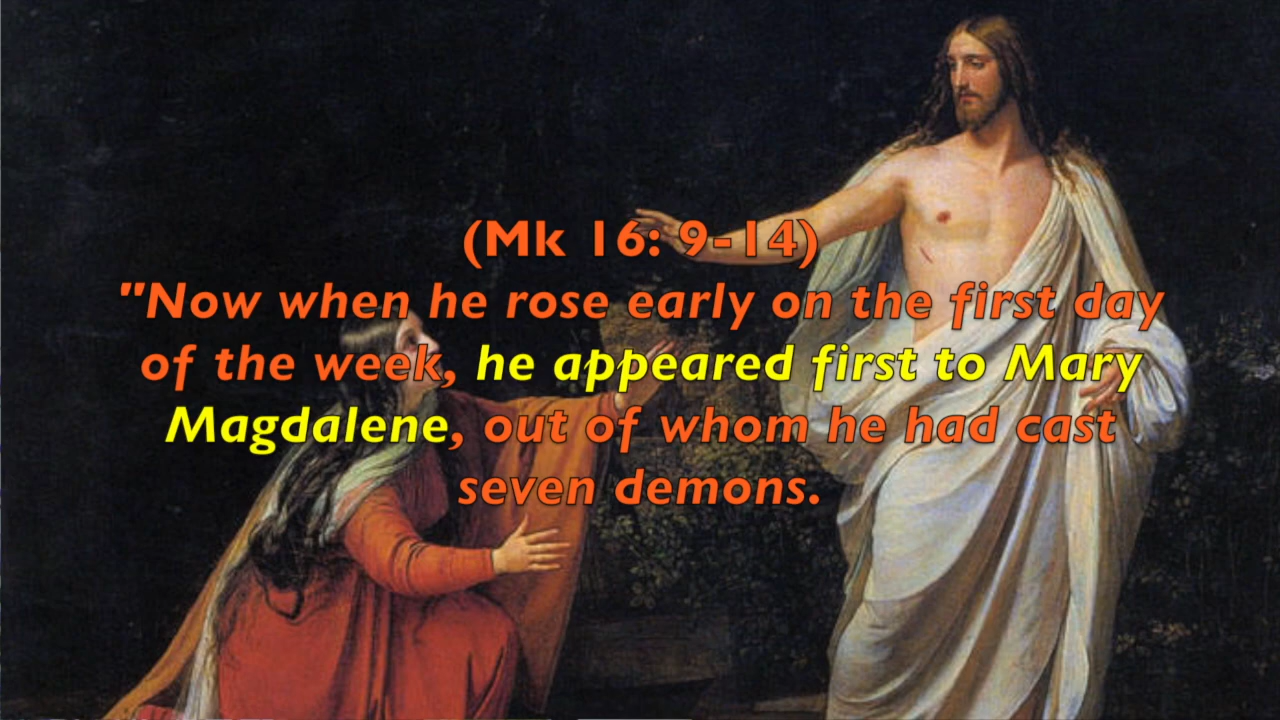 (Mk 16: 9-14)
"Now when he rose early on the first day
of the week, he appeared first to Mary
Magdalene, out of whom he had cast
seven demons.